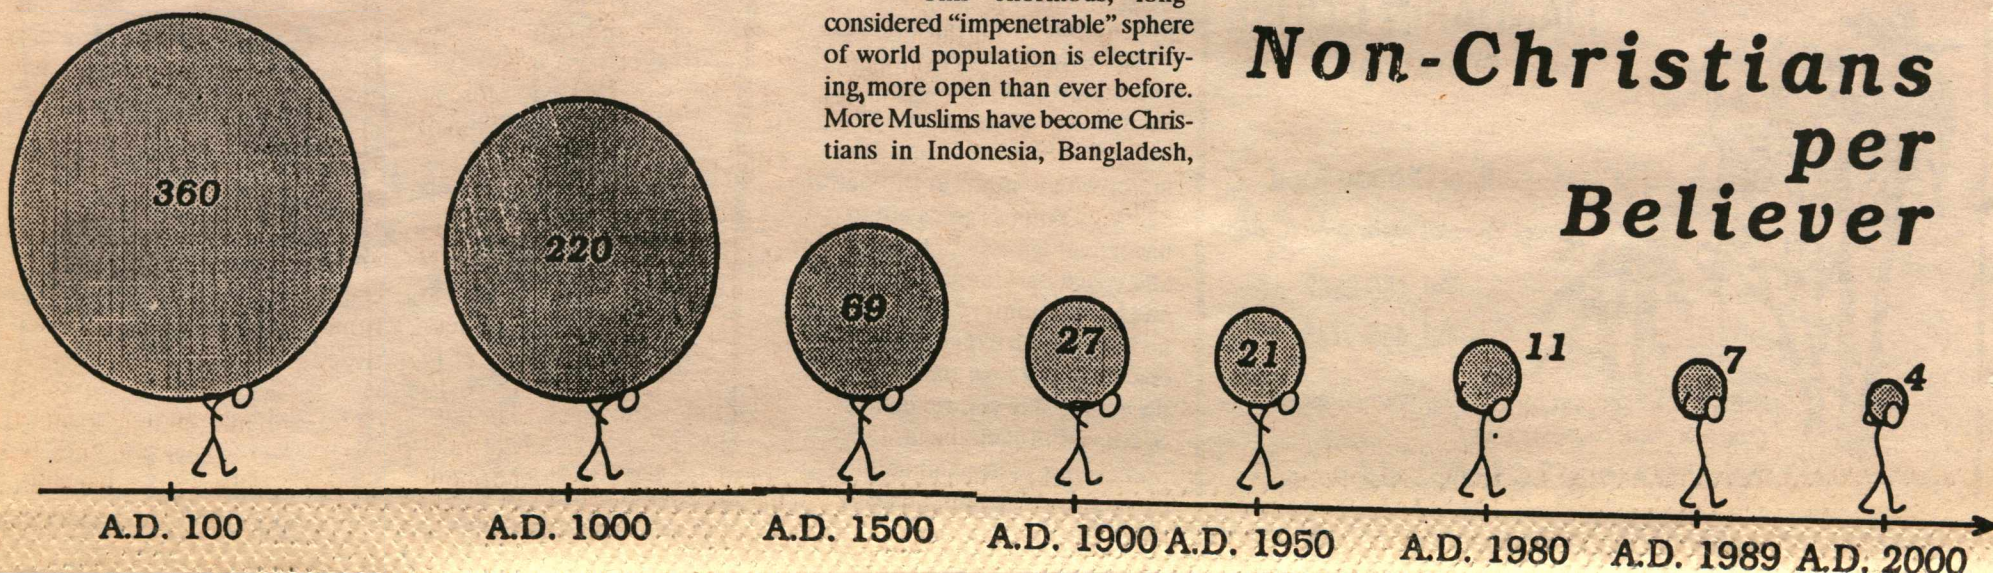 considered “impenetrable” sphere
of world population is electrify-
ing, more open than ever before.
More Muslims have become Chris-
tians in Indonesia, Bangladesh,
Non-Christians
per
Believer
360
220
69
27
21
11
7
4
A.D. 100
A.D. 1000
A.D. 1500
A.D. 1900
A.D. 1950
A.D. 1980
A.D. 1989
A.D. 2000